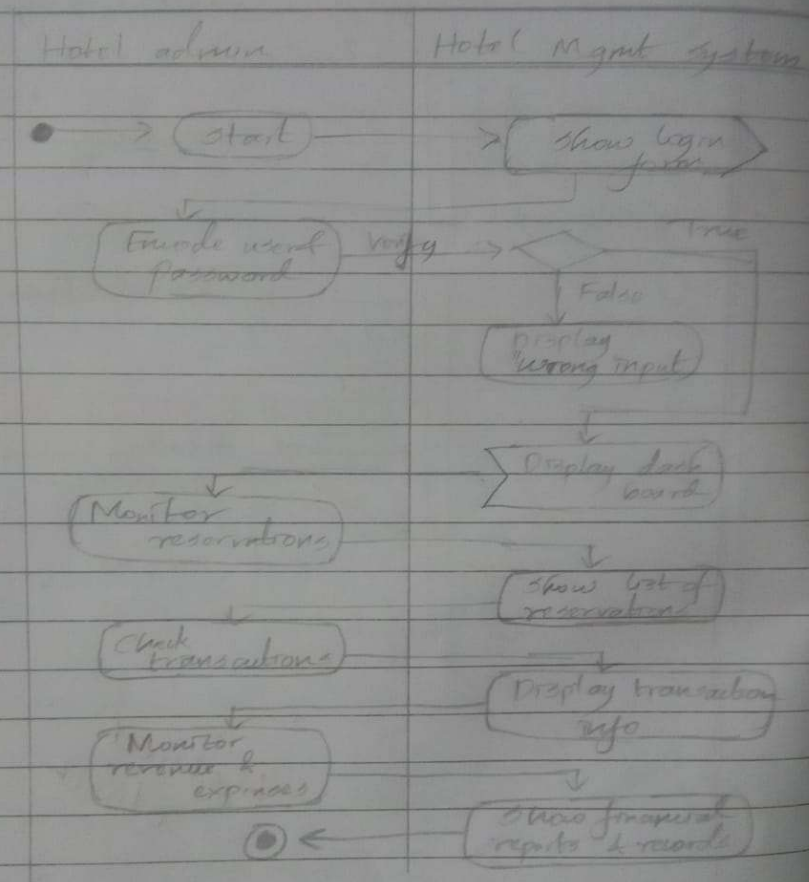 Hotel admin
Hotel Mgmt system
Start
Show login
form
Encode user &
password
Verify
True
False
Display
"wrong input
Display dash
board
Monitor
reservations
Show list of
reservations
Check
transactions
Display transaction
info
Monitor
revenue &
expenses
Show financial
reports & records